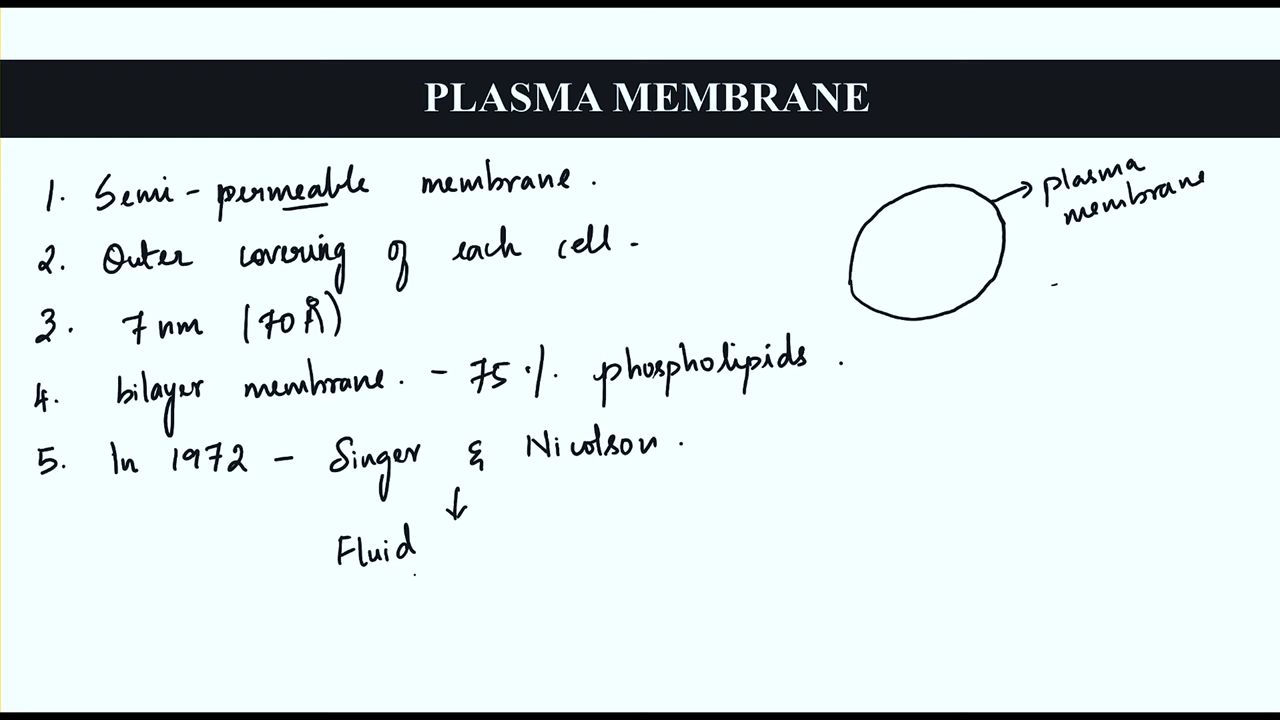 PLASMA MEMBRANE
1. Semi-permeable membrane.
2. Outer covering of each cell.
3. 7 nm (70 Å)
4. bilayer membrane. - 75 %. phospholipids.
5. In 1972 - Singer & Nicolson.
↓
Fluid
→ plasma
membrane